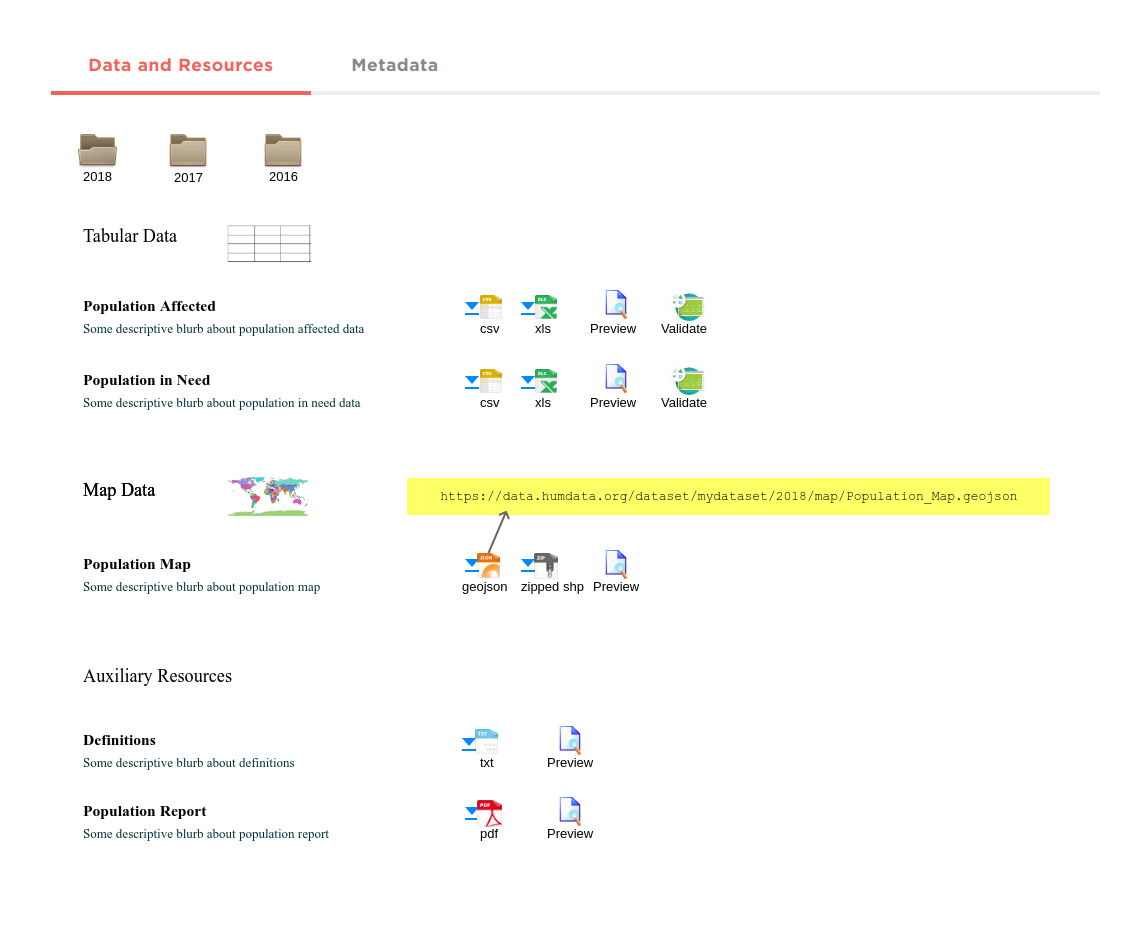 Data and Resources Metadata
2018 2017 2016
Tabular Data
Population Affected
Some descriptive blurb about population affected data
CSV XLS
csv xls Preview Validate
Population in Need
Some descriptive blurb about population in need data
CSV XLS
csv xls Preview Validate
Map Data
https://data.humdata.org/dataset/mydataset/2018/map/Population_Map.geojson
Population Map
Some descriptive blurb about population map
JSON ZIP
geojson zipped shp Preview
Auxiliary Resources
Definitions
Some descriptive blurb about definitions
TXT
txt Preview
Population Report
Some descriptive blurb about population report
PDF
pdf Preview